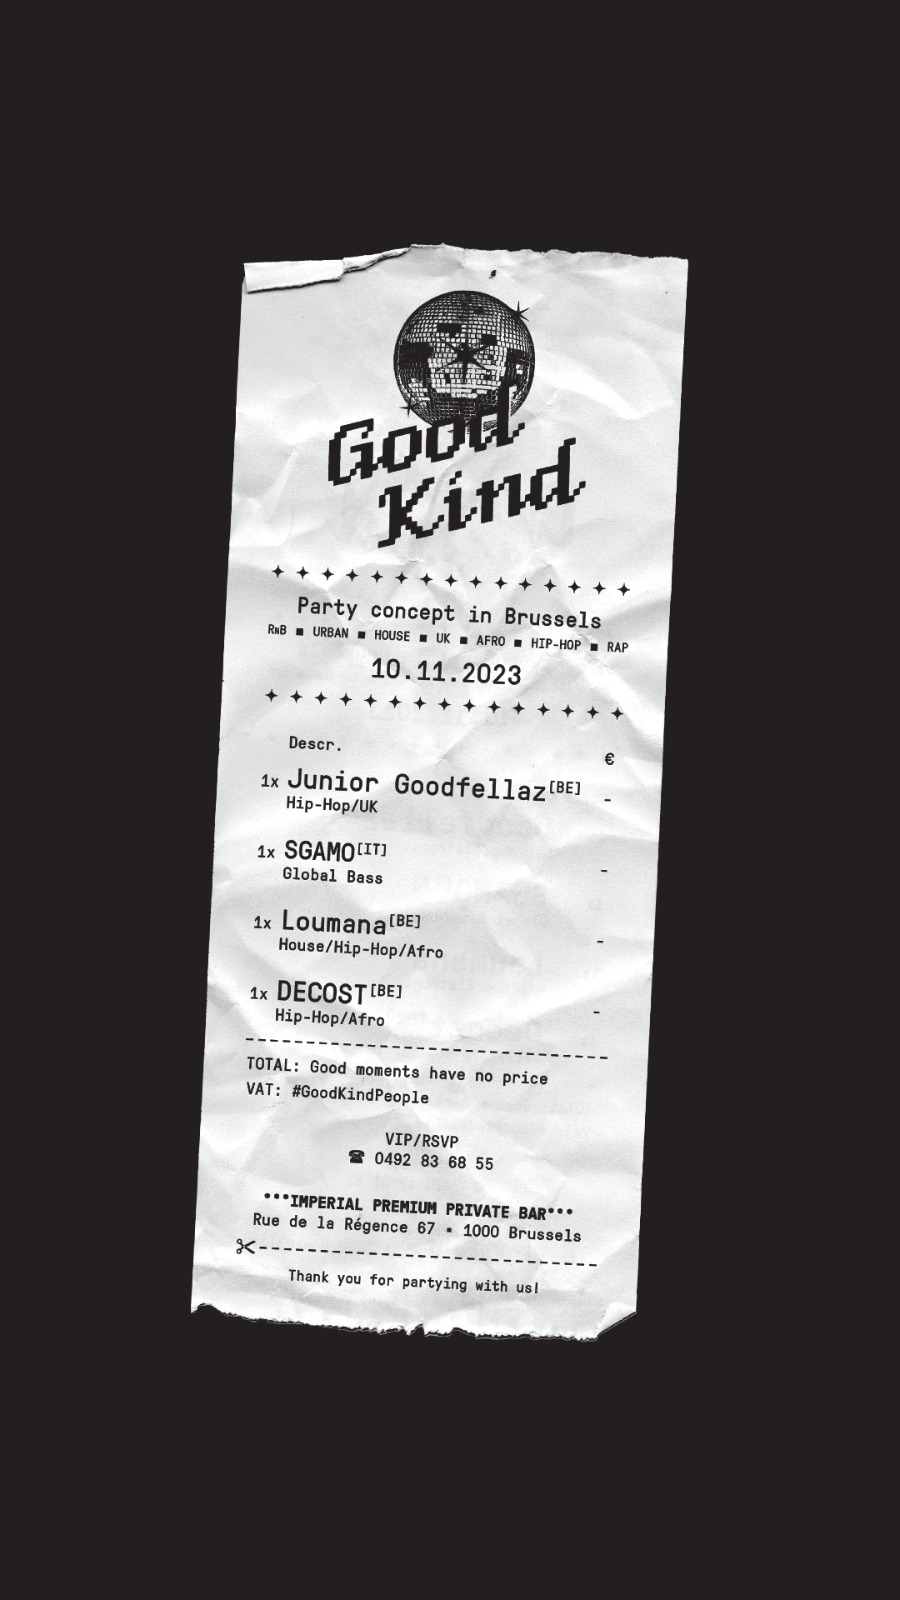 Good
Kind
✦ ✦ ✦ ✦ ✦ ✦ ✦ ✦ ✦ ✦ ✦ ✦ ✦ ✦ ✦
Party concept in Brussels
RnB ■ URBAN ■ HOUSE ■ UK ■ AFRO ■ HIP-HOP ■ RAP
10.11.2023
✦ ✦ ✦ ✦ ✦ ✦ ✦ ✦ ✦ ✦ ✦ ✦ ✦ ✦ ✦
Descr. €
1x Junior Goodfellaz[BE] -
Hip-Hop/UK
1x SGAMO[IT] -
Global Bass
1x Loumana[BE] -
House/Hip-Hop/Afro
1x DECOST[BE] -
Hip-Hop/Afro
------------------------------
TOTAL: Good moments have no price
VAT: #GoodKindPeople
VIP/RSVP
☎ 0492 83 68 55
•••IMPERIAL PREMIUM PRIVATE BAR•••
Rue de la Régence 67 ▪ 1000 Brussels
✂----------------------------
Thank you for partying with us!